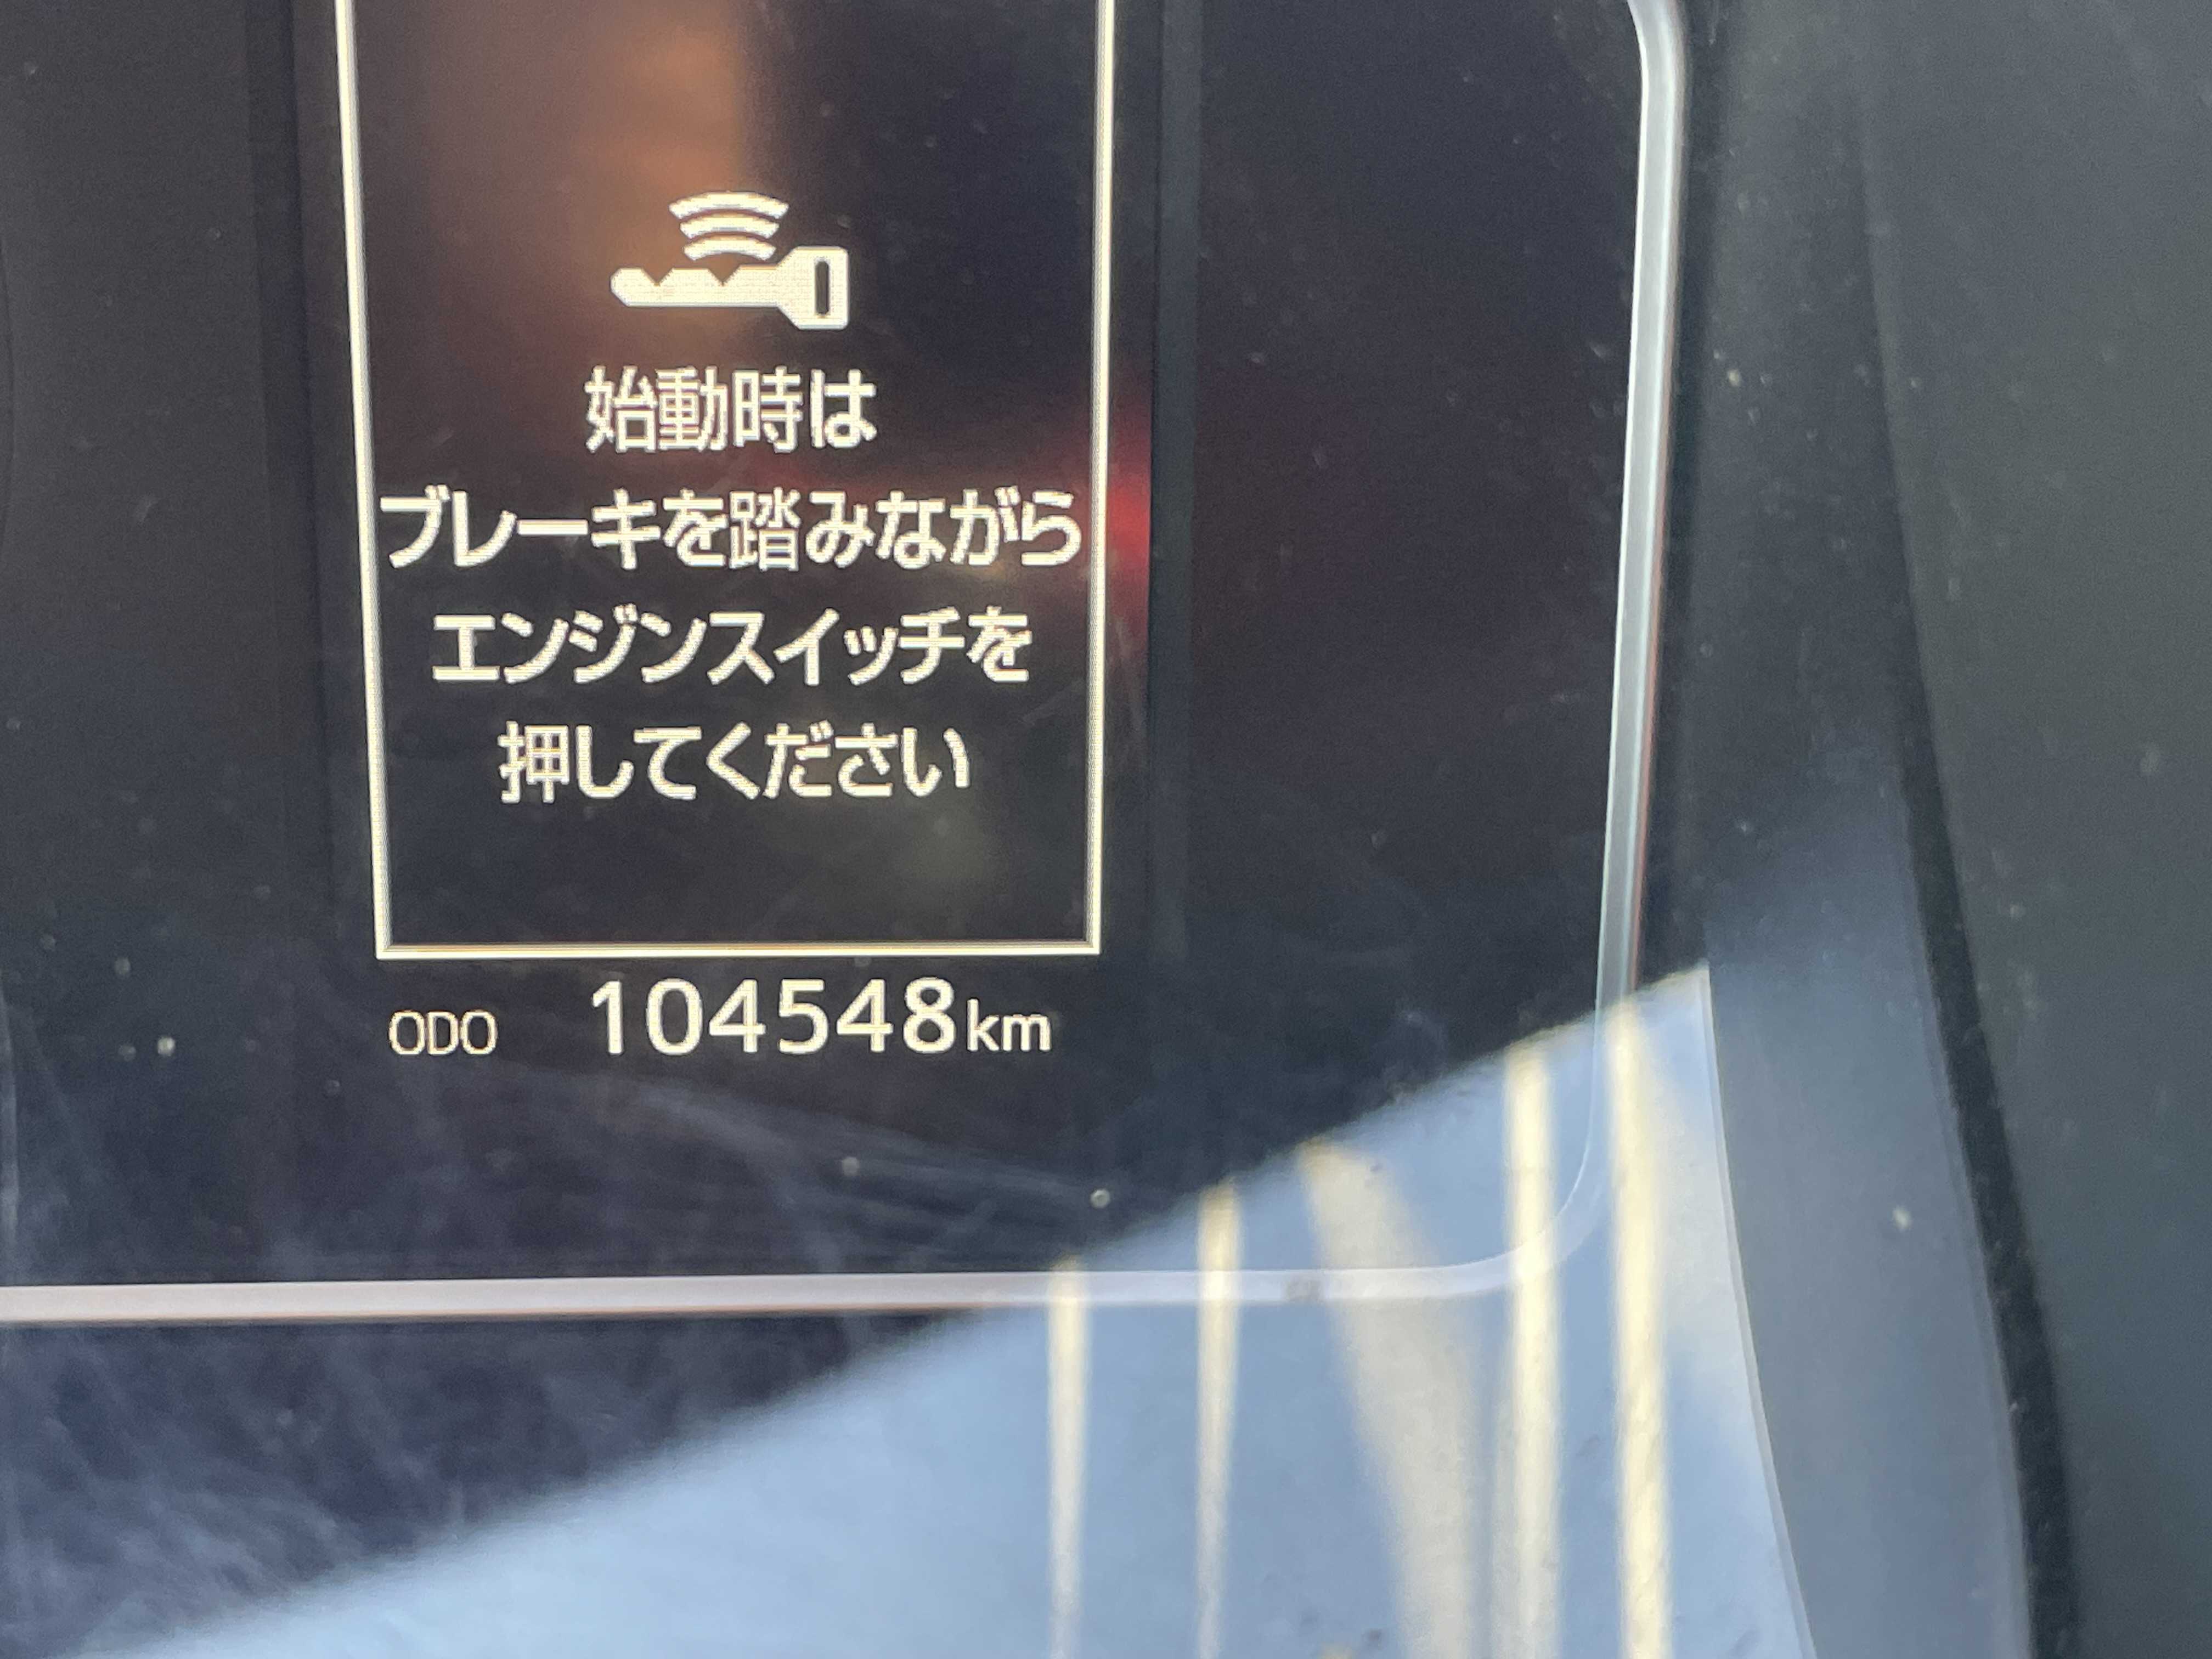 始動時は
ブレーキを踏みながら
エンジンスイッチを
押してください
ODO 104548km